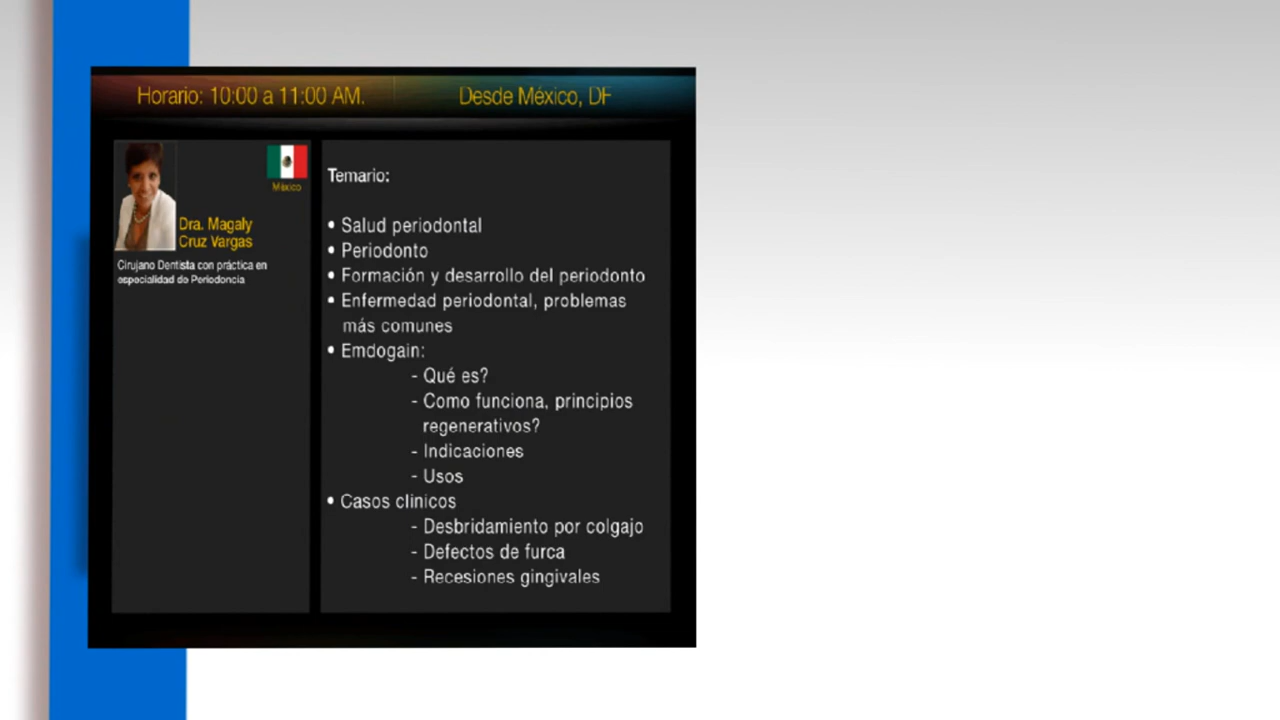 Horario: 10:00 a 11:00 AM.
Desde México, DF
México
Dra. Magaly
Cruz Vargas
Cirujano Dentista con práctica en
especialidad de Periodoncia
Temario:
• Salud periodontal
• Periodonto
• Formación y desarrollo del periodonto
• Enfermedad periodontal, problemas
más comunes
• Emdogain:
- Qué es?
- Como funciona, principios
regenerativos?
- Indicaciones
- Usos
• Casos clínicos
- Desbridamiento por colgajo
- Defectos de furca
- Recesiones gingivales